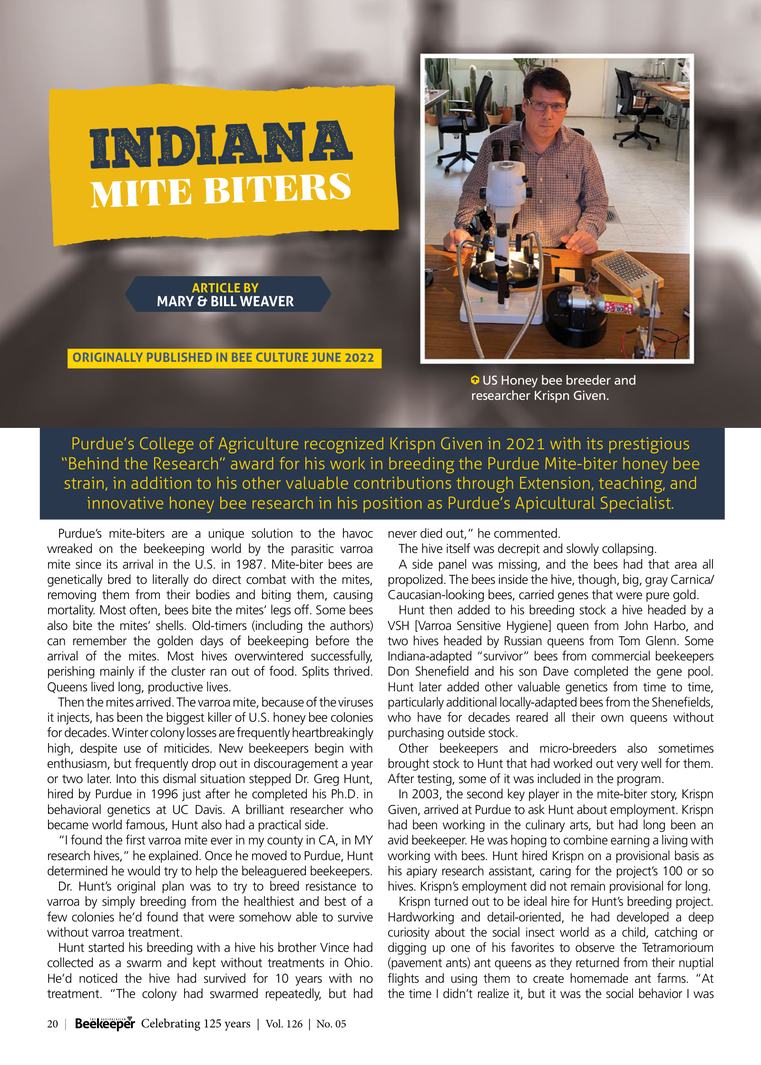 INDIANA
MITE BITERS
ARTICLE BY
MARY & BILL WEAVER
ORIGINALLY PUBLISHED IN BEE CULTURE JUNE 2022
US Honey bee breeder and
researcher Krispn Given.
Purdue's College of Agriculture recognized Krispn Given in 2021 with its prestigious
"Behind the Research" award for his work in breeding the Purdue Mite-biter honey bee
strain, in addition to his other valuable contributions through Extension, teaching, and
innovative honey bee research in his position as Purdue's Apicultural Specialist.
Purdue's mite-biters are a unique solution to the havoc
wreaked on the beekeeping world by the parasitic varroa
mite since its arrival in the U.S. in 1987. Mite-biter bees are
genetically bred to literally do direct combat with the mites,
removing them from their bodies and biting them, causing
mortality. Most often, bees bite the mites' legs off. Some bees
also bite the mites' shells. Old-timers (including the authors)
can remember the golden days of beekeeping before the
arrival of the mites. Most hives overwintered successfully,
perishing mainly if the cluster ran out of food. Splits thrived.
Queens lived long, productive lives.
Then the mites arrived. The varroa mite, because of the viruses
it injects, has been the biggest killer of U.S. honey bee colonies
for decades. Winter colony losses are frequently heartbreakingly
high, despite use of miticides. New beekeepers begin with
enthusiasm, but frequently drop out in discouragement a year
or two later. Into this dismal situation stepped Dr. Greg Hunt,
hired by Purdue in 1996 just after he completed his Ph.D. in
behavioral genetics at UC Davis. A brilliant researcher who
became world famous, Hunt also had a practical side.
"I found the first varroa mite ever in my county in CA, in MY
research hives," he explained. Once he moved to Purdue, Hunt
determined he would try to help the beleaguered beekeepers.
Dr. Hunt's original plan was to try to breed resistance to
varroa by simply breeding from the healthiest and best of a
few colonies he'd found that were somehow able to survive
without varroa treatment.
Hunt started his breeding with a hive his brother Vince had
collected as a swarm and kept without treatments in Ohio.
He'd noticed the hive had survived for 10 years with no
treatment. "The colony had swarmed repeatedly, but had
never died out," he commented.
The hive itself was decrepit and slowly collapsing.
A side panel was missing, and the bees had that area all
propolized. The bees inside the hive, though, big, gray Carnica/
Caucasian-looking bees, carried genes that were pure gold.
Hunt then added to his breeding stock a hive headed by a
VSH [Varroa Sensitive Hygiene] queen from John Harbo, and
two hives headed by Russian queens from Tom Glenn. Some
Indiana-adapted "survivor" bees from commercial beekeepers
Don Shenefield and his son Dave completed the gene pool.
Hunt later added other valuable genetics from time to time,
particularly additional locally-adapted bees from the Shenefields,
who have for decades reared all their own queens without
purchasing outside stock.
Other beekeepers and micro-breeders also sometimes
brought stock to Hunt that had worked out very well for them.
After testing, some of it was included in the program.
In 2003, the second key player in the mite-biter story, Krispn
Given, arrived at Purdue to ask Hunt about employment. Krispn
had been working in the culinary arts, but had long been an
avid beekeeper. He was hoping to combine earning a living with
working with bees. Hunt hired Krispn on a provisional basis as
his apiary research assistant, caring for the project's 100 or so
hives. Krispn's employment did not remain provisional for long.
Krispn turned out to be ideal hire for Hunt's breeding project.
Hardworking and detail-oriented, he had developed a deep
curiosity about the social insect world as a child, catching or
digging up one of his favorites to observe the Tetramorioum
(pavement ants) ant queens as they returned from their nuptial
flights and using them to create homemade ant farms. "At
the time I didn't realize it, but it was the social behavior I was
20 | Beekeeper Celebrating 125 years | Vol. 126 | No. 05